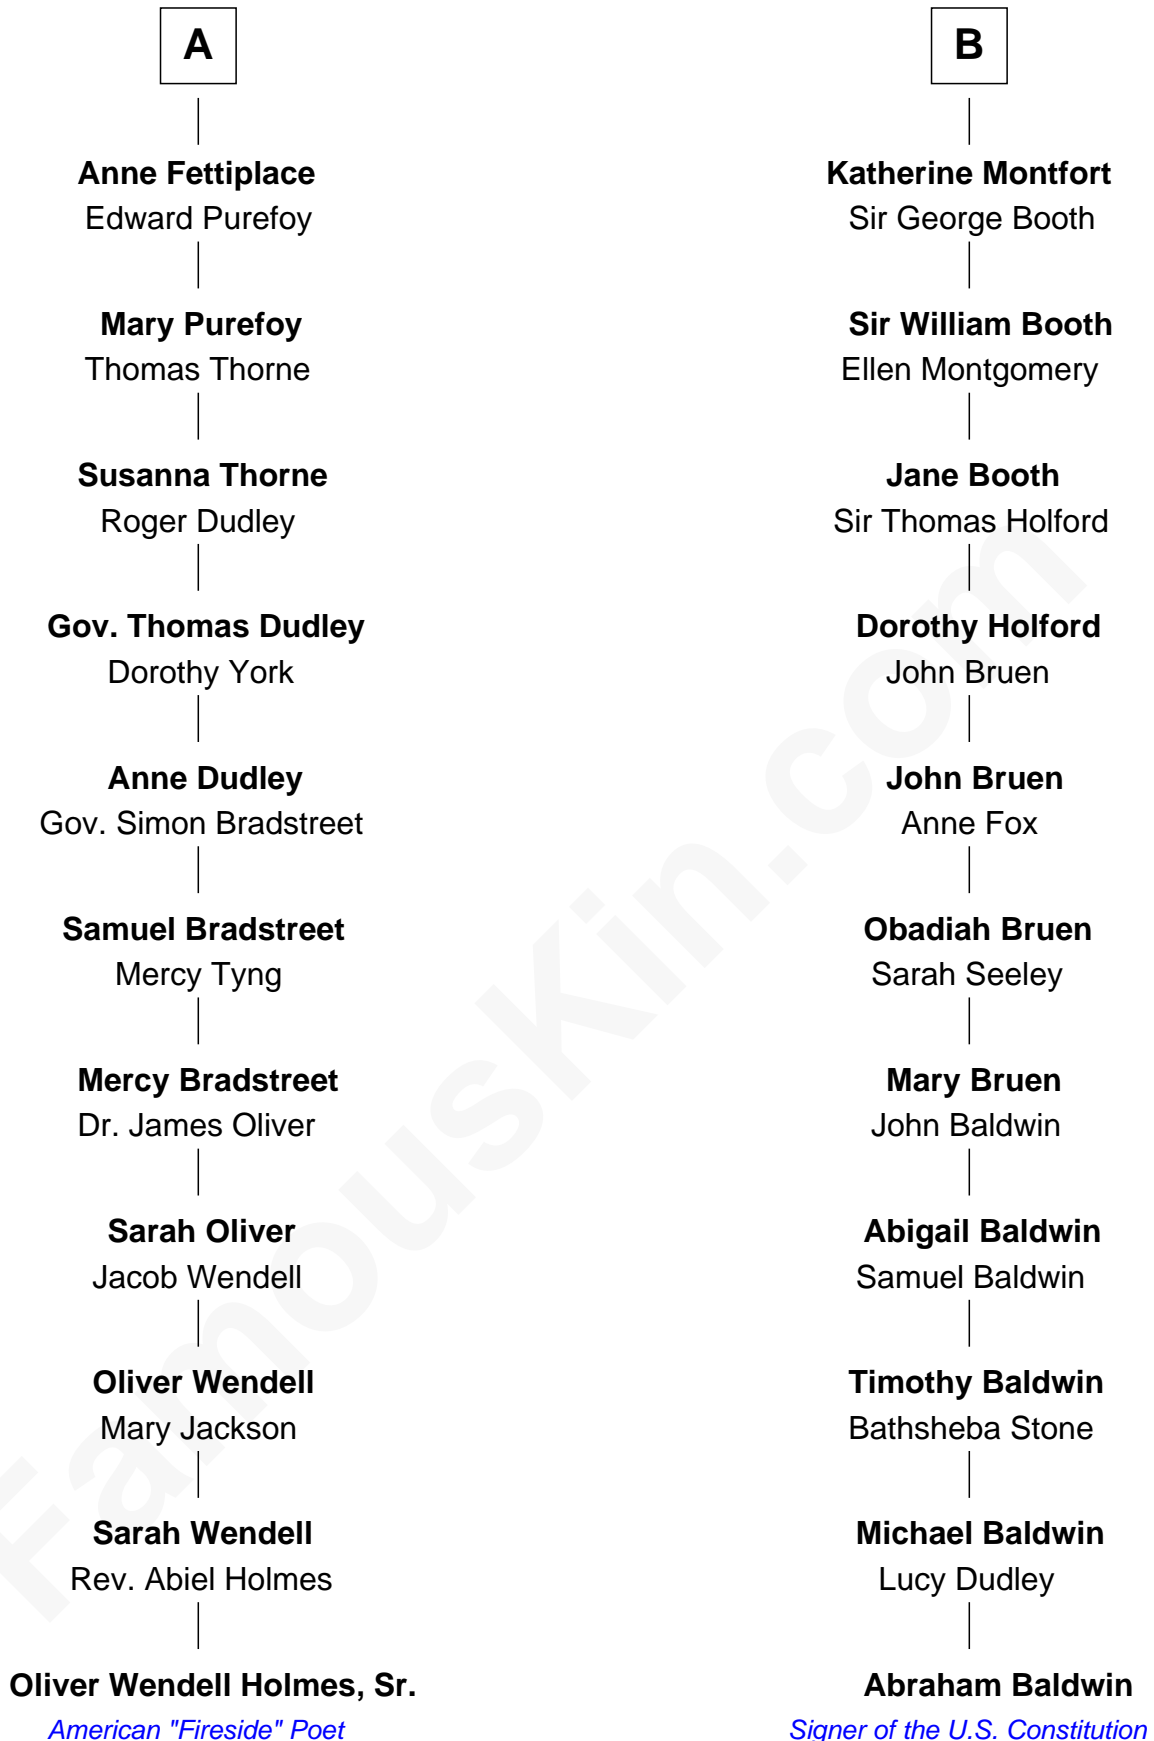 A
Anne Fettiplace
Edward Purefoy
Mary Purefoy
Thomas Thorne
Susanna Thorne
Roger Dudley
Gov. Thomas Dudley
Dorothy York
Anne Dudley
Gov. Simon Bradstreet
Samuel Bradstreet
Mercy Tyng
Mercy Bradstreet
Dr. James Oliver
Sarah Oliver
Jacob Wendell
Oliver Wendell
Mary Jackson
Sarah Wendell
Rev. Abiel Holmes
Oliver Wendell Holmes, Sr.
American "Fireside" Poet
B
Katherine Montfort
Sir George Booth
Sir William Booth
Ellen Montgomery
Jane Booth
Sir Thomas Holford
Dorothy Holford
John Bruen
John Bruen
Anne Fox
Obadiah Bruen
Sarah Seeley
Mary Bruen
John Baldwin
Abigail Baldwin
Samuel Baldwin
Timothy Baldwin
Bathsheba Stone
Michael Baldwin
Lucy Dudley
Abraham Baldwin
Signer of the U.S. Constitution
FamousKin.com